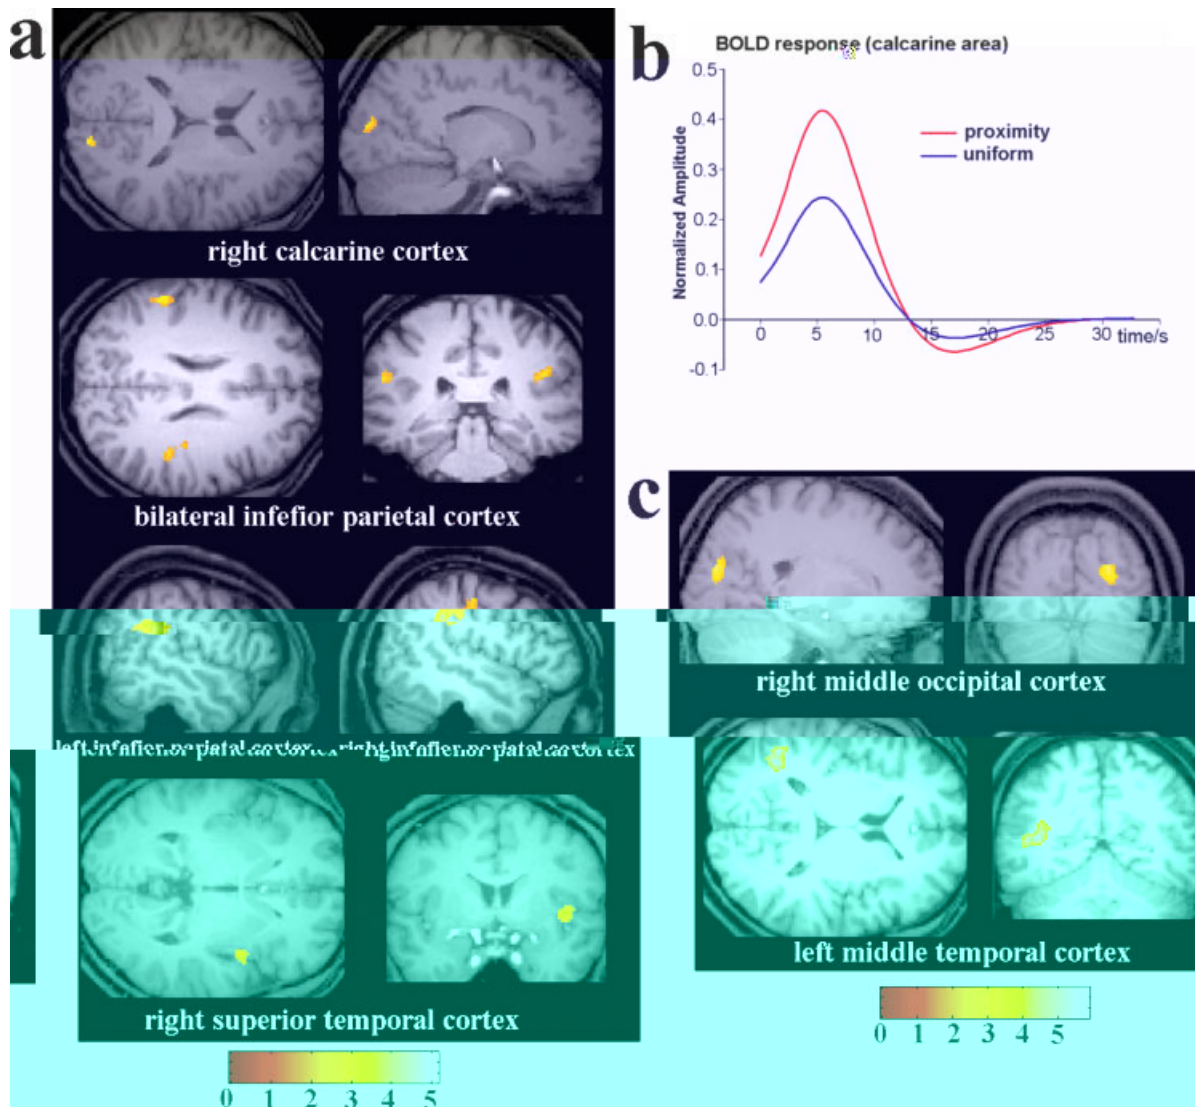 a
right calcarine cortex
bilateral infefior parietal cortex
right superior temporal cortex
0 1 2 3 4 5
b
BOLD response (calcarine area)
Normalized Amplitude
0.5
0.4
0.3
0.2
0.1
0.0
-0.1
proximity
uniform
0 5 10 15 20 25 30 time/s
c
right middle occipital cortex
left middle temporal cortex
0 1 2 3 4 5